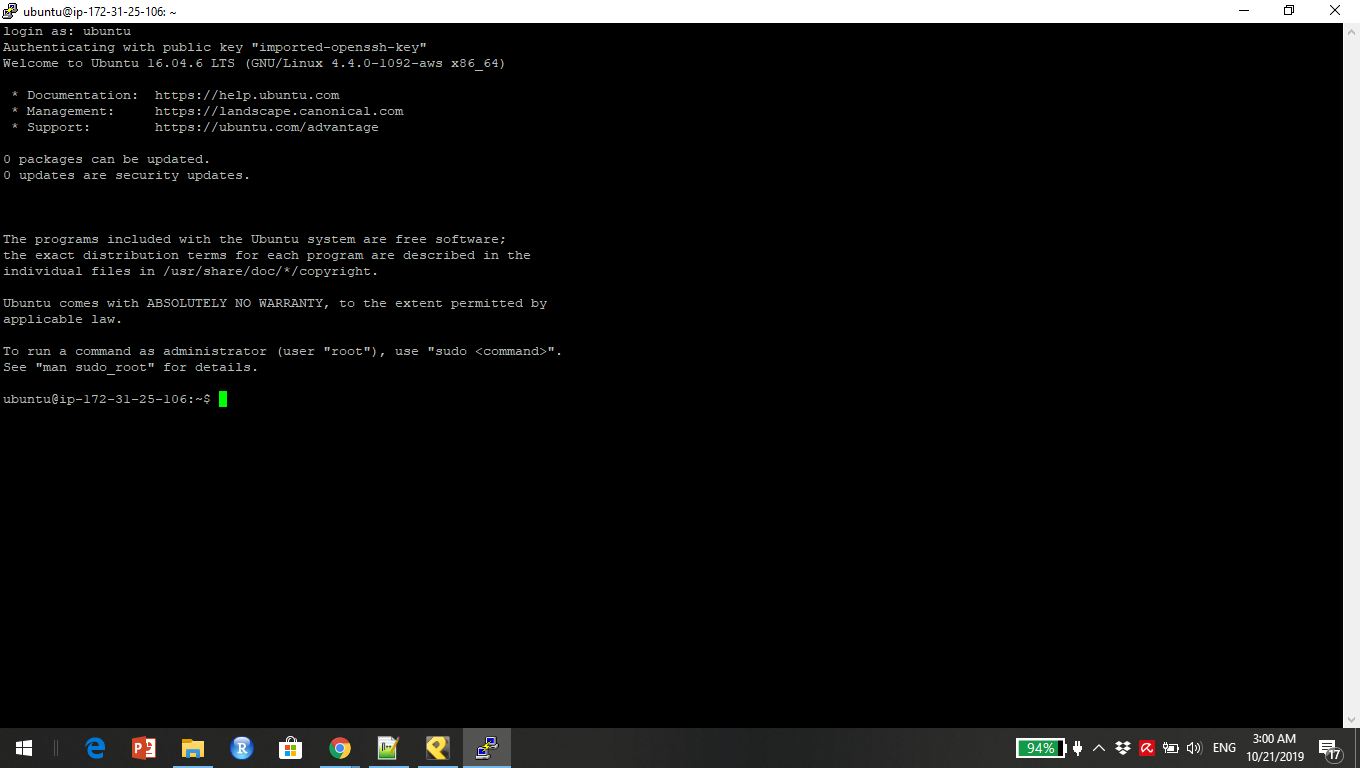 ubuntu@ip-172-31-25-106: ~
login as: ubuntu
Authenticating with public key "imported-openssh-key"
Welcome to Ubuntu 16.04.6 LTS (GNU/Linux 4.4.0-1092-aws x86_64)
* Documentation:  https://help.ubuntu.com
* Management:     https://landscape.canonical.com
* Support:        https://ubuntu.com/advantage
0 packages can be updated.
0 updates are security updates.
The programs included with the Ubuntu system are free software;
the exact distribution terms for each program are described in the
individual files in /usr/share/doc/*/copyright.
Ubuntu comes with ABSOLUTELY NO WARRANTY, to the extent permitted by
applicable law.
To run a command as administrator (user "root"), use "sudo <command>".
See "man sudo_root" for details.
ubuntu@ip-172-31-25-106:~$
94%
ENG
3:00 AM
10/21/2019
17